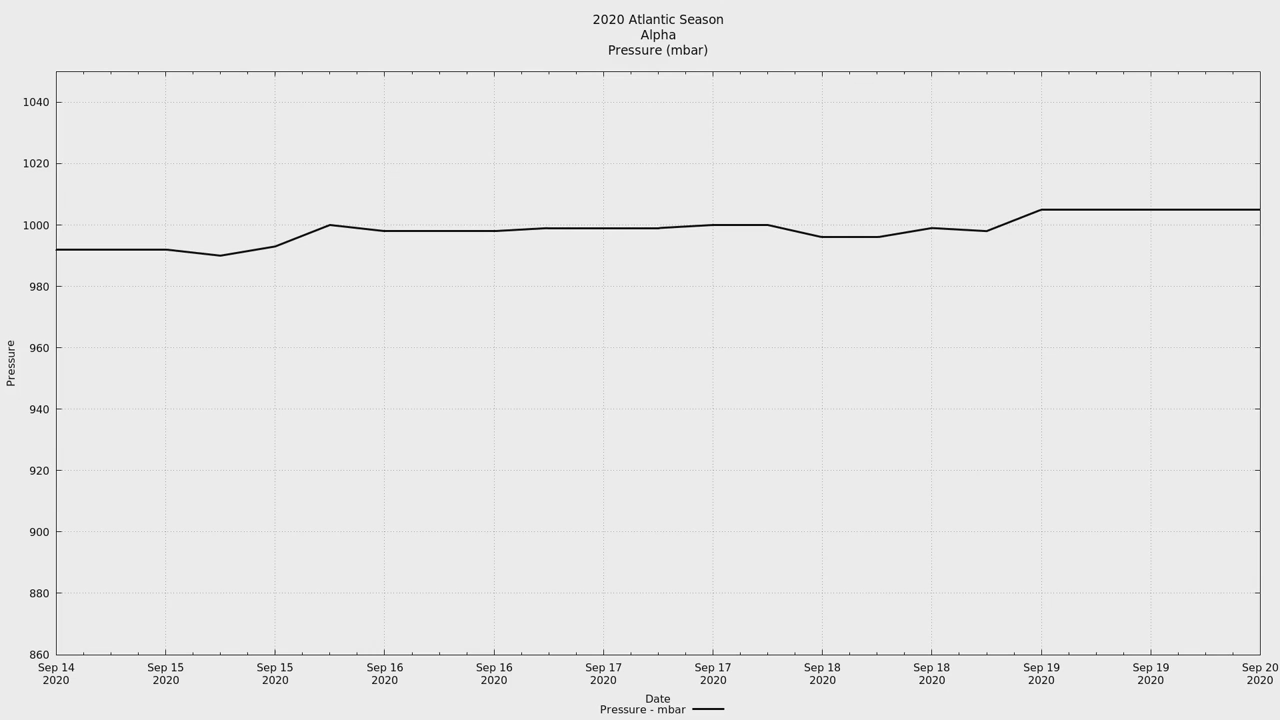 2020 Atlantic Season
Alpha
Pressure (mbar)
1040
1020
1000
980
960
940
920
900
880
860
Pressure
Sep 14 Sep 15 Sep 15 Sep 16 Sep 16 Sep 17 Sep 17 Sep 18 Sep 18 Sep 19 Sep 19 Sep 20
2020 2020 2020 2020 2020 2020 2020 2020 2020 2020 2020 2020
Date
Pressure - mbar